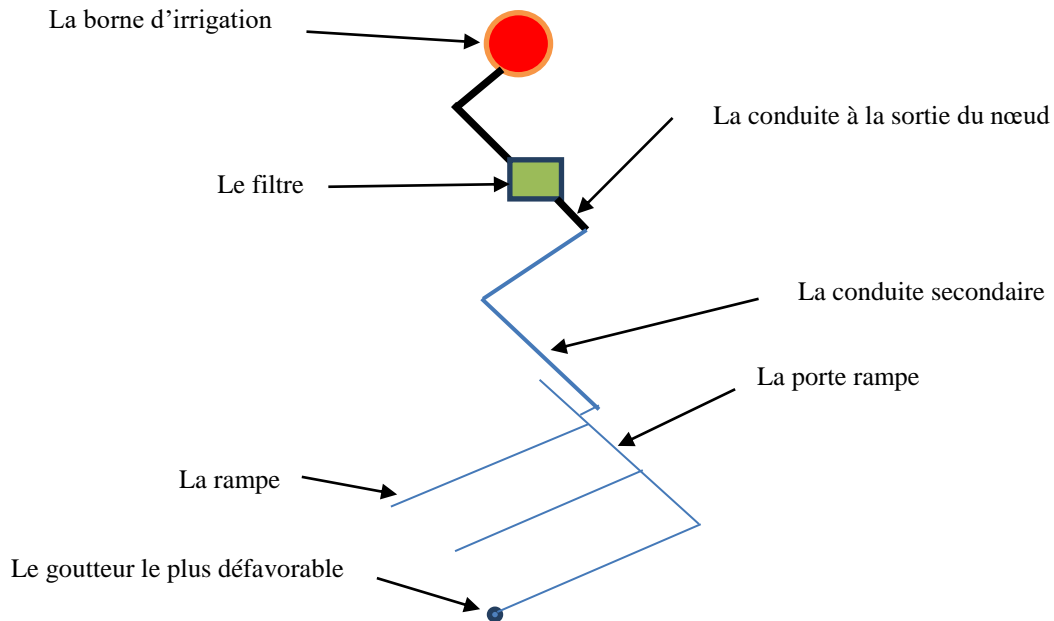 La borne d'irrigation
La conduite à la sortie du nœud
Le filtre
La conduite secondaire
La porte rampe
La rampe
Le goutteur le plus défavorable